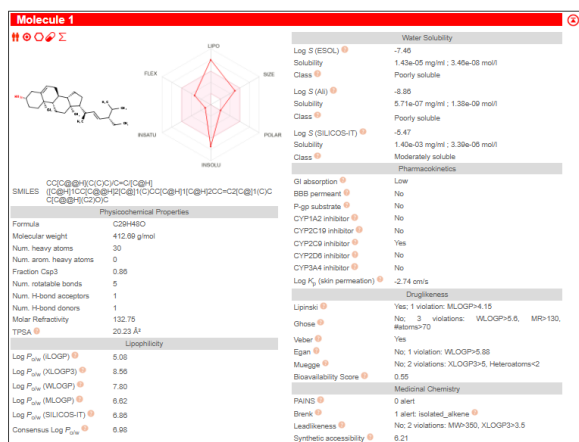 Molecule 1
LIPO
FLEX
SIZE
INSATU
POLAR
INSOLU
SMILES
CC[C@@H](C(C)C)/C=C/[C@H]
([C@H]1CC[C@@H]2[C@]1(C)CC[C@H]1[C@H]2CC=C2[C@]1(C)C
C[C@@H](C2)O)C
Physicochemical Properties
Formula C29H48O
Molecular weight 412.69 g/mol
Num. heavy atoms 30
Num. arom. heavy atoms 0
Fraction Csp3 0.86
Num. rotatable bonds 5
Num. H-bond acceptors 1
Num. H-bond donors 1
Molar Refractivity 132.75
TPSA 20.23 Å²
Lipophilicity
Log Po/w (iLOGP) 5.08
Log Po/w (XLOGP3) 8.56
Log Po/w (WLOGP) 7.80
Log Po/w (MLOGP) 6.62
Log Po/w (SILICOS-IT) 6.86
Consensus Log Po/w 6.98
Water Solubility
Log S (ESOL) -7.46
Solubility 1.43e-05 mg/ml ; 3.46e-08 mol/l
Class Poorly soluble
Log S (Ali) -8.86
Solubility 5.71e-07 mg/ml ; 1.38e-09 mol/l
Class Poorly soluble
Log S (SILICOS-IT) -5.47
Solubility 1.40e-03 mg/ml ; 3.39e-06 mol/l
Class Moderately soluble
Pharmacokinetics
GI absorption Low
BBB permeant No
P-gp substrate No
CYP1A2 inhibitor No
CYP2C19 inhibitor No
CYP2C9 inhibitor Yes
CYP2D6 inhibitor No
CYP3A4 inhibitor No
Log Kp (skin permeation) -2.74 cm/s
Druglikeness
Lipinski Yes; 1 violation: MLOGP>4.15
Ghose No; 3 violations: WLOGP>5.6, MR>130,
#atoms>70
Veber Yes
Egan No; 1 violation: WLOGP>5.88
Muegge No; 2 violations: XLOGP3>5, Heteroatoms<2
Bioavailability Score 0.55
Medicinal Chemistry
PAINS 0 alert
Brenk 1 alert: isolated_alkene
Leadlikeness No; 2 violations: MW>350, XLOGP3>3.5
Synthetic accessibility 6.21